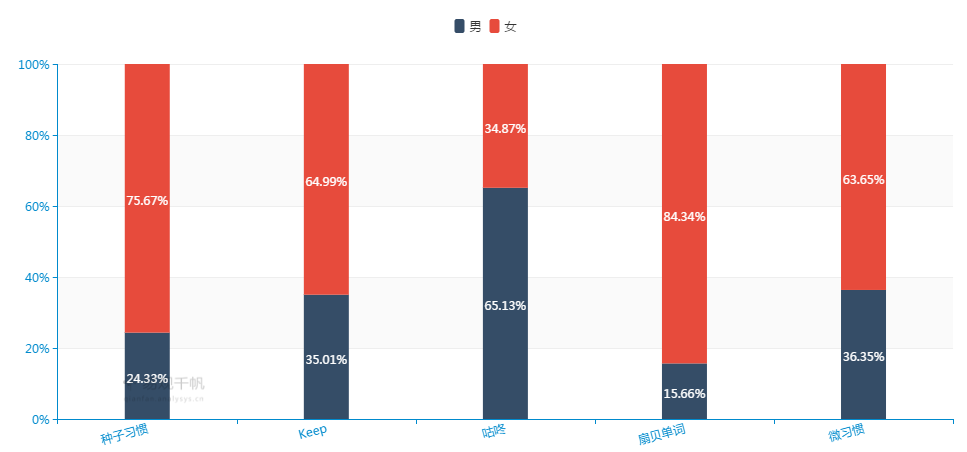 男 女
100%
80%
60%
40%
20%
0%
75.67%
24.33%
64.99%
35.01%
34.87%
65.13%
84.34%
15.66%
63.65%
36.35%
千帆
种子习惯
Keep
咕咚
扇贝单词
微习惯